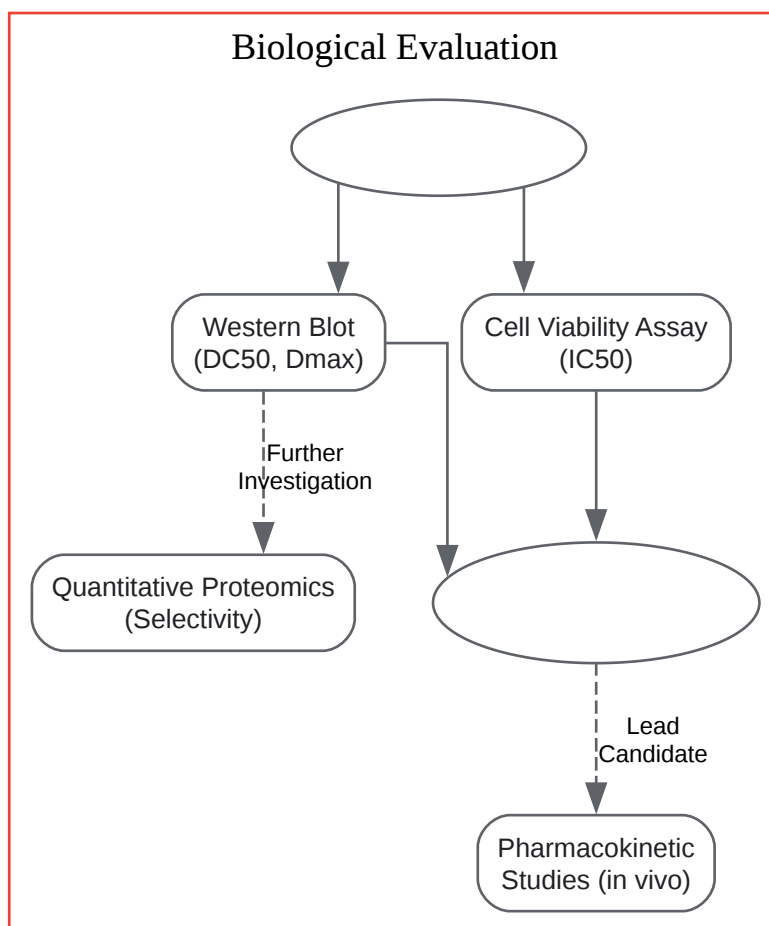 Biological Evaluation
Western Blot
(DC50, Dmax)
Cell Viability Assay
(IC50)
Further
Investigation
Quantitative Proteomics
(Selectivity)
Lead
Candidate
Pharmacokinetic
Studies (in vivo)